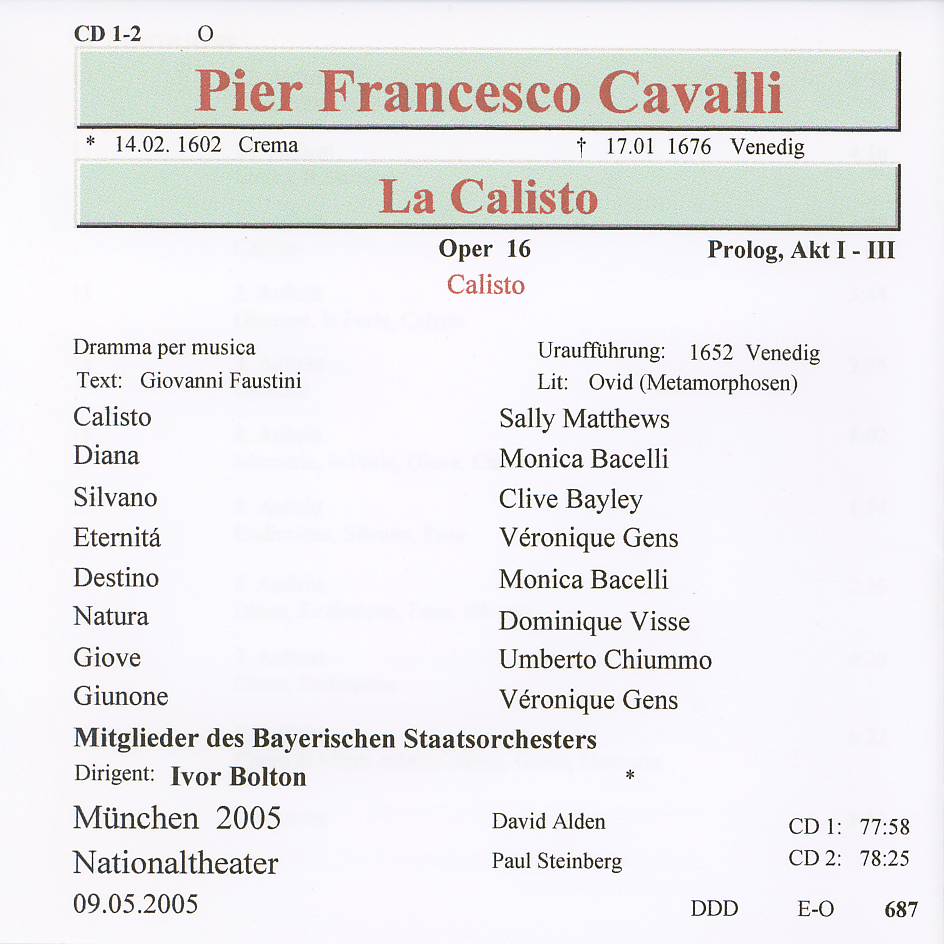 CD 1-2 O
Pier Francesco Cavalli
* 14.02. 1602 Crema † 17.01 1676 Venedig
La Calisto
Oper 16 Prolog, Akt I - III
Calisto
Dramma per musica Uraufführung: 1652 Venedig
Text: Giovanni Faustini Lit: Ovid (Metamorphosen)
Calisto Sally Matthews
Diana Monica Bacelli
Silvano Clive Bayley
Eternitá Véronique Gens
Destino Monica Bacelli
Natura Dominique Visse
Giove Umberto Chiummo
Giunone Véronique Gens
Mitglieder des Bayerischen Staatsorchesters
Dirigent: Ivor Bolton *
München 2005 David Alden CD 1: 77:58
Nationaltheater Paul Steinberg CD 2: 78:25
09.05.2005 DDD E-O 687